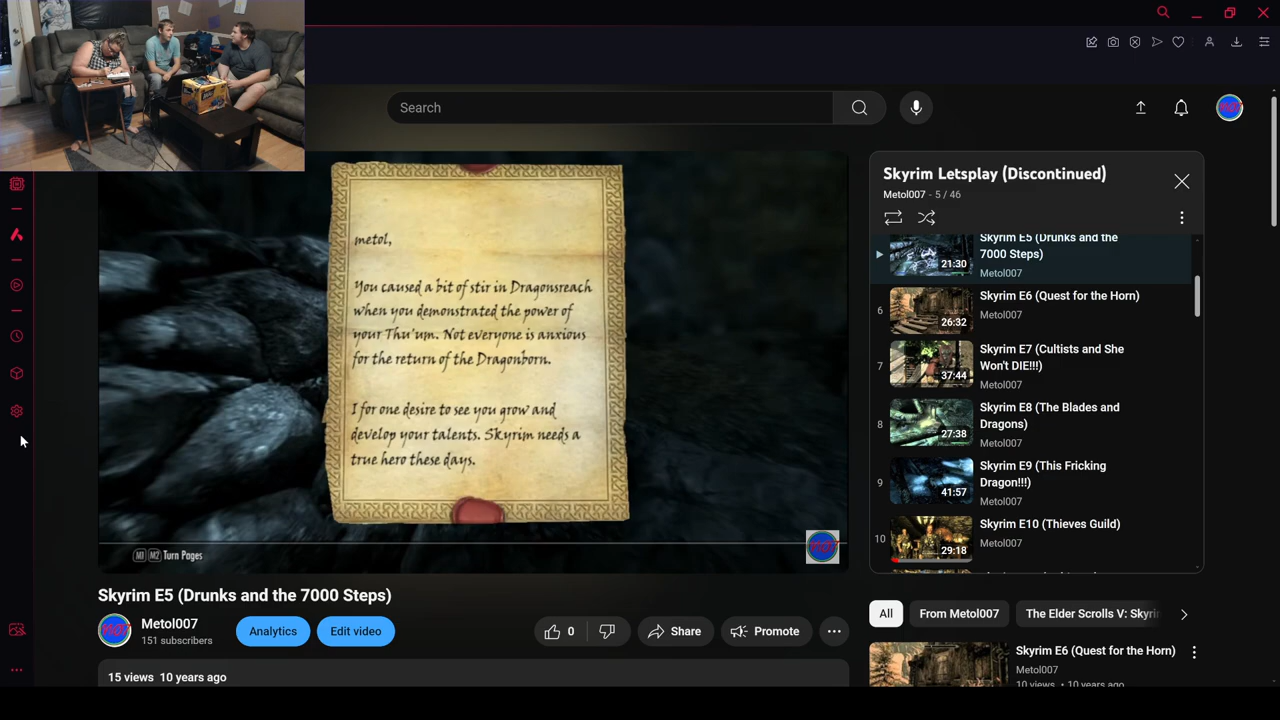 Search
Skyrim Letsplay (Discontinued)
Metol007 - 5 / 46
metol,
You caused a bit of stir in Dragonsreach
when you demonstrated the power of
your Thu'um. Not everyone is anxious
for the return of the Dragonborn.
I for one desire to see you grow and
develop your talents. Skyrim needs a
true hero these days.
M1 M2 Turn Pages
Skyrim E5 (Drunks and the
7000 Steps)
Metol007
21:30
6
Skyrim E6 (Quest for the Horn)
Metol007
26:32
7
Skyrim E7 (Cultists and She
Won't DIE!!!)
Metol007
37:44
8
Skyrim E8 (The Blades and
Dragons)
Metol007
27:38
9
Skyrim E9 (This Fricking
Dragon!!!)
Metol007
41:57
10
Skyrim E10 (Thieves Guild)
Metol007
29:18
Skyrim E5 (Drunks and the 7000 Steps)
Metol007
151 subscribers
Analytics
Edit video
0
Share
Promote
15 views 10 years ago
All
From Metol007
The Elder Scrolls V: Skyri
Skyrim E6 (Quest for the Horn)
Metol007
10 views • 10 years ago